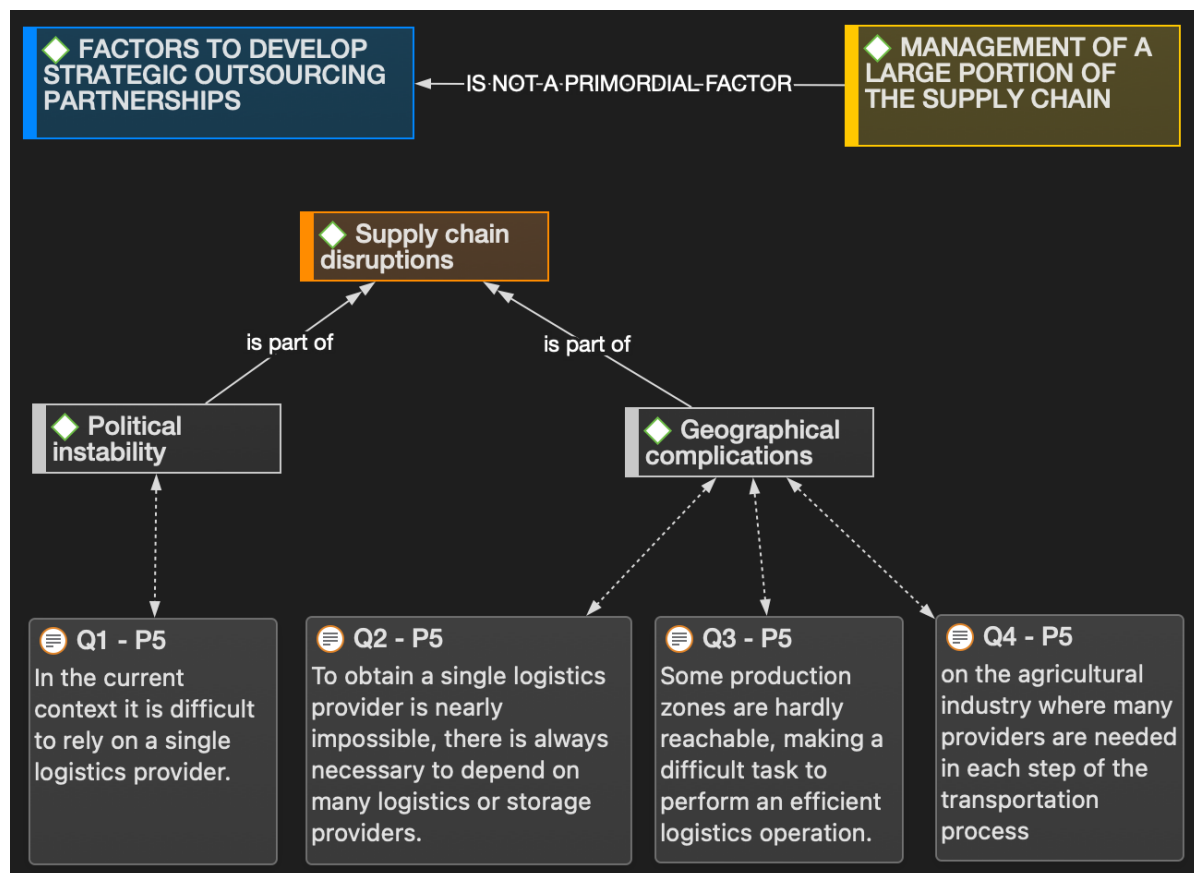 FACTORS TO DEVELOP
STRATEGIC OUTSOURCING
PARTNERSHIPS
IS NOT A PRIMORDIAL FACTOR
MANAGEMENT OF A
LARGE PORTION OF
THE SUPPLY CHAIN
Supply chain
disruptions
is part of
is part of
Political
instability
Geographical
complications
Q1 - P5
In the current
context it is difficult
to rely on a single
logistics provider.
Q2 - P5
To obtain a single logistics
provider is nearly
impossible, there is always
necessary to depend on
many logistics or storage
providers.
Q3 - P5
Some production
zones are hardly
reachable, making a
difficult task to
perform an efficient
logistics operation.
Q4 - P5
on the agricultural
industry where many
providers are needed
in each step of the
transportation
process